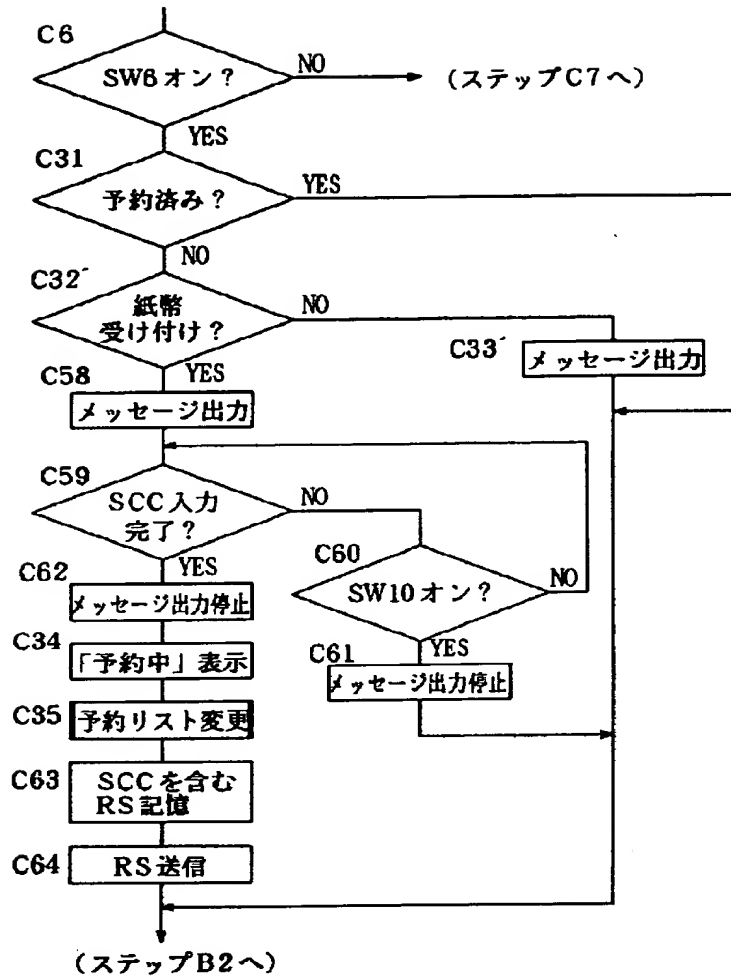 C6
SW6オン?
NO
(ステップC7へ)
YES
C31
予約済み?
YES
NO
C32´
紙幣
受け付け?
NO
C33´
メッセージ出力
YES
C58
メッセージ出力
C59
SCC入力
完了?
NO
C60
SW10オン?
NO
YES
C62
メッセージ出力停止
YES
C61
メッセージ出力停止
C34
「予約中」表示
C35
予約リスト変更
C63
SCCを含む
RS記憶
C64
RS送信
(ステップB2へ)